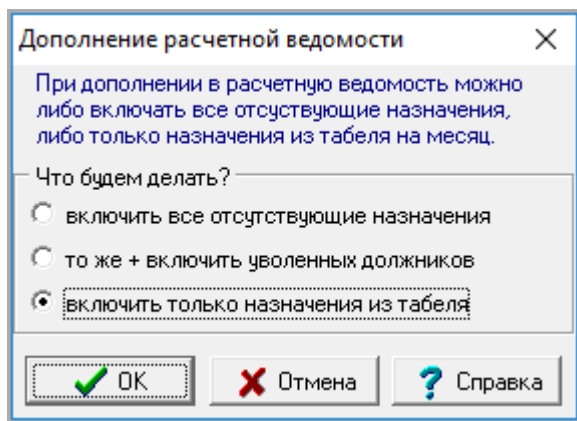 Дополнение расчетной ведомости
При дополнении в расчетную ведомость можно
либо включать все отсуствующие назначения,
либо только назначения из табеля на месяц.
Что будем делать?
включить все отсутствующие назначения
то же + включить уволенных должников
включить только назначения из табеля
OK Отмена ? Справка